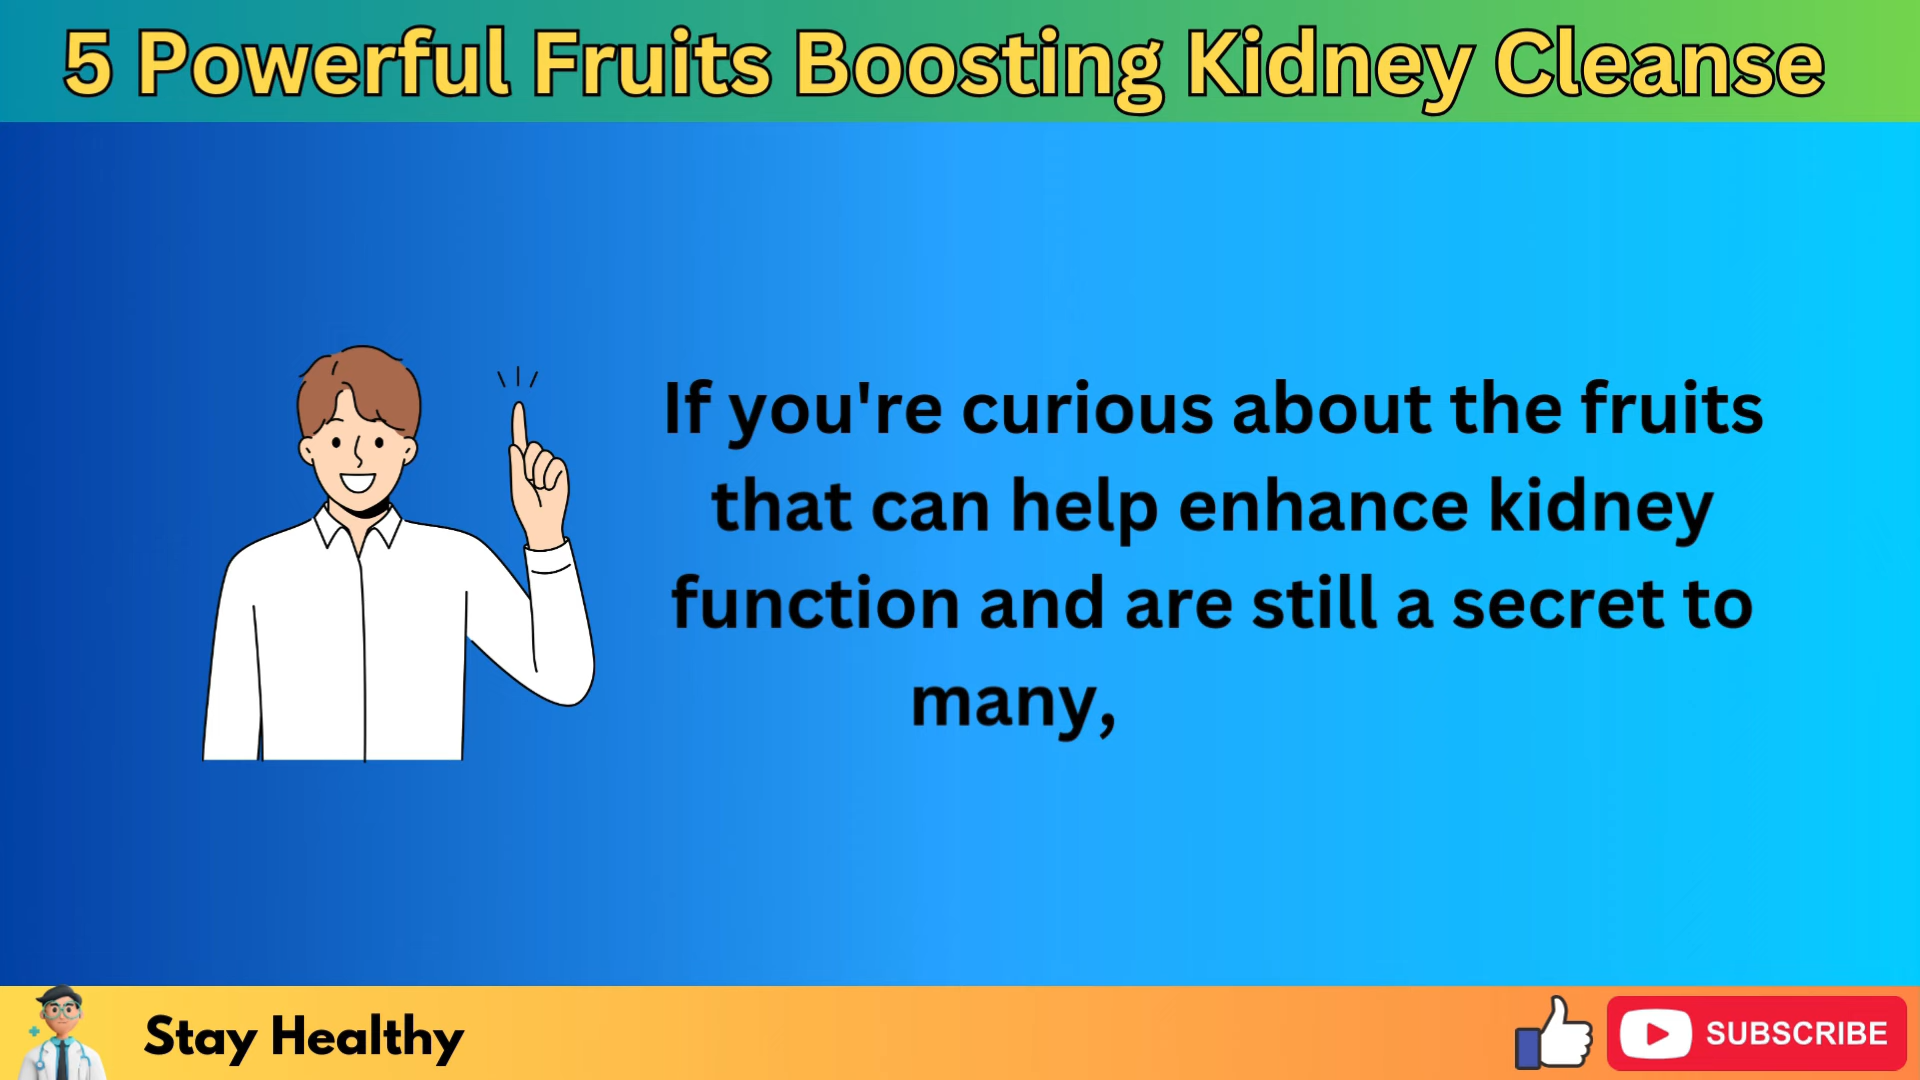 5 Powerful Fruits Boosting Kidney Cleanse
If you're curious about the fruits
that can help enhance kidney
function and are still a secret to
many,
Stay Healthy
SUBSCRIBE